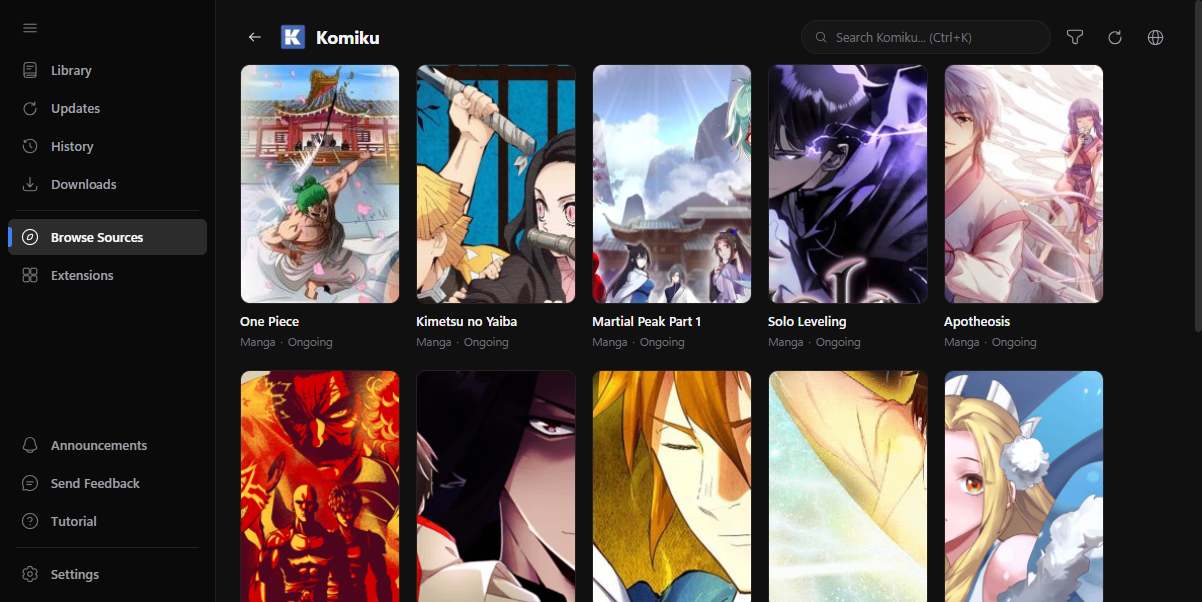 Library
Updates
History
Downloads
Browse Sources
Extensions
Announcements
Send Feedback
Tutorial
Settings
K Komiku
Search Komiku... (Ctrl+K)
One Piece
Manga · Ongoing
Kimetsu no Yaiba
Manga · Ongoing
Martial Peak Part 1
Manga · Ongoing
Solo Leveling
Manga · Ongoing
Apotheosis
Manga · Ongoing